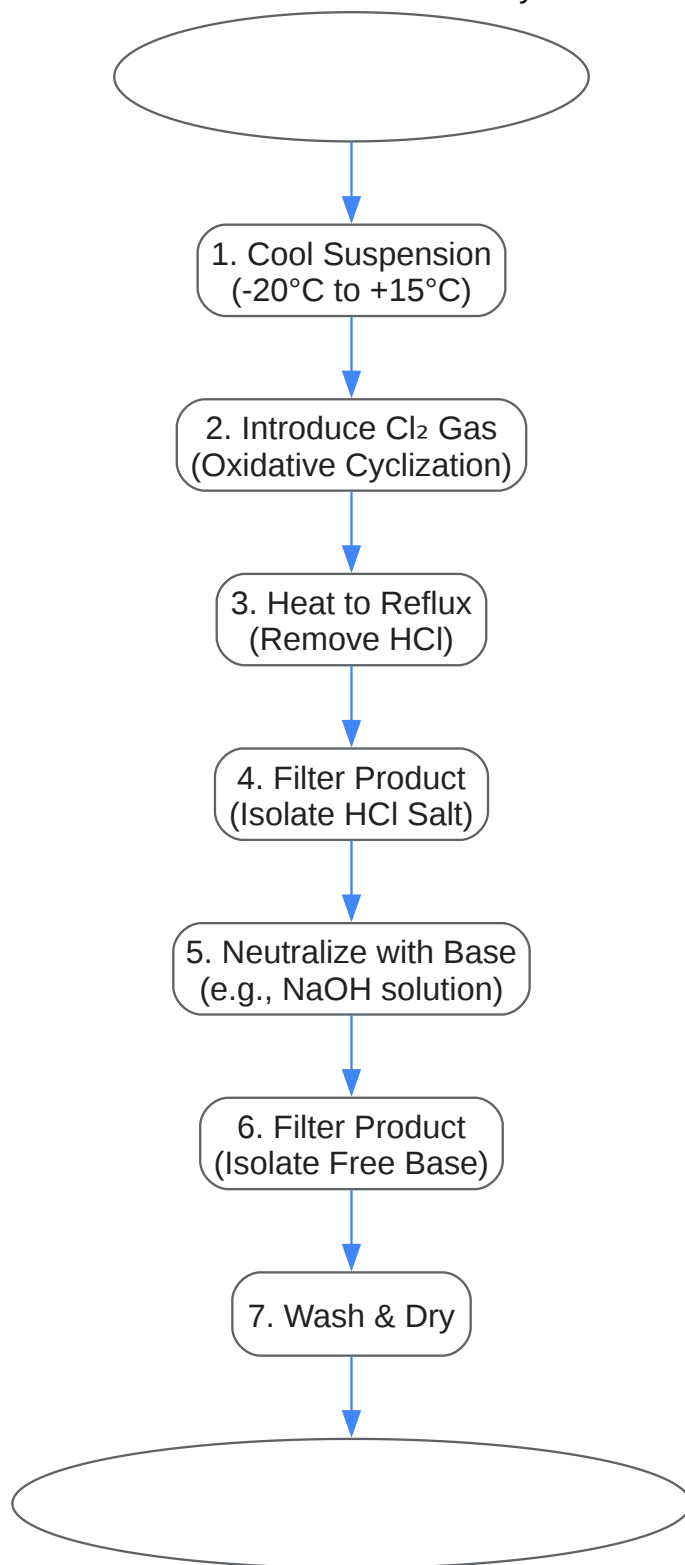 1. Cool Suspension
(-20°C to +15°C)
2. Introduce Cl₂ Gas
(Oxidative Cyclization)
3. Heat to Reflux
(Remove HCl)
4. Filter Product
(Isolate HCl Salt)
5. Neutralize with Base
(e.g., NaOH solution)
6. Filter Product
(Isolate Free Base)
7. Wash & Dry